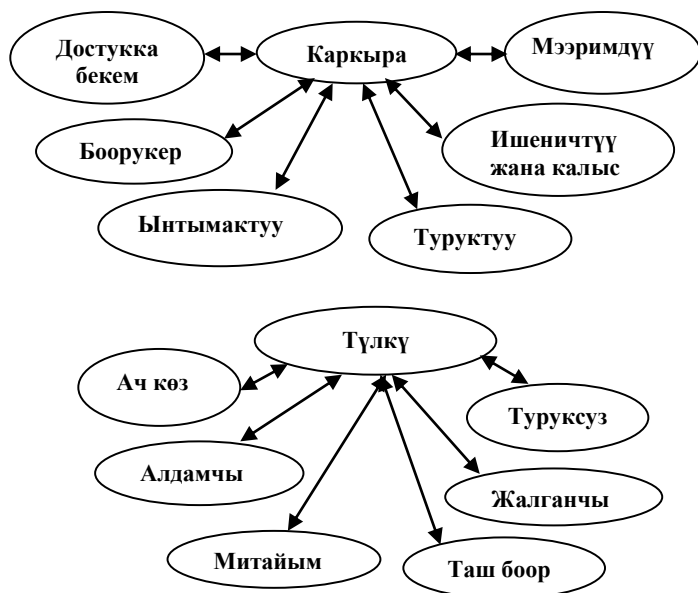 Достукка
бекем
Каркыра
Мээримдүү
Боорукер
Ишеничтүү
жана калыс
Ынтымактуу
Туруктуу
Түлкү
Ач көз
Туруксуз
Алдамчы
Жалганчы
Митайым
Таш боор